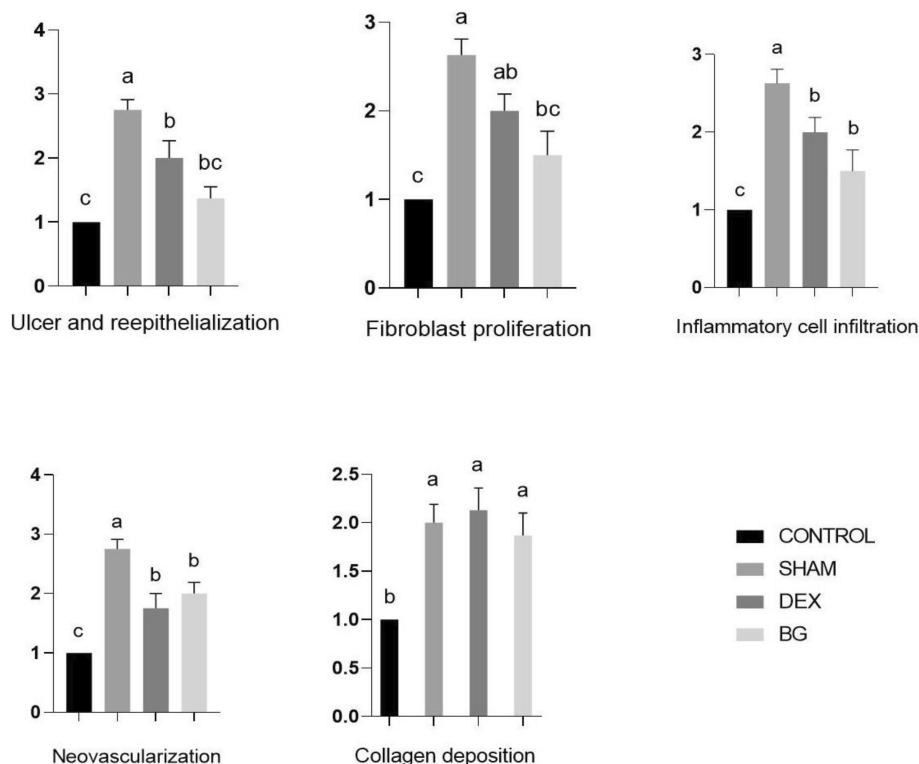 4
3
2
1
0
c
a
b
bc
Ulcer and reepithelialization
3
2
1
0
c
a
ab
bc
Fibroblast proliferation
3
2
1
0
c
a
b
b
Inflammatory cell infiltration
4
3
2
1
0
c
a
b
b
Neovascularization
2.5
2.0
1.5
1.0
0.5
0.0
b
a
a
a
Collagen deposition
CONTROL
SHAM
DEX
BG